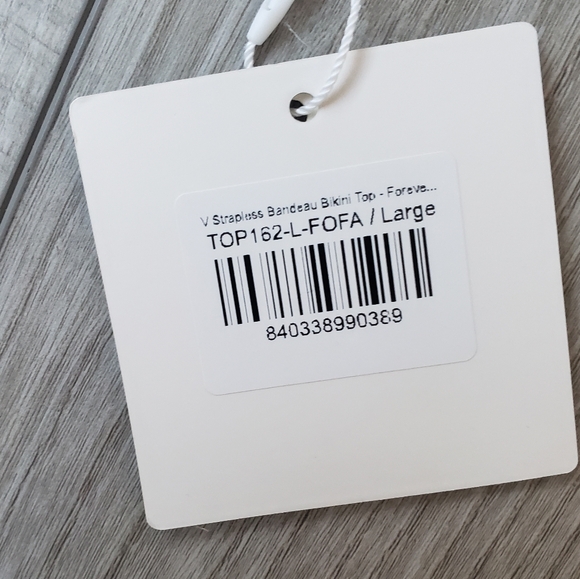 V Strapless Bandeau Bikini Top - Foreve...
TOP162-L-FOFA / Large
840338990389